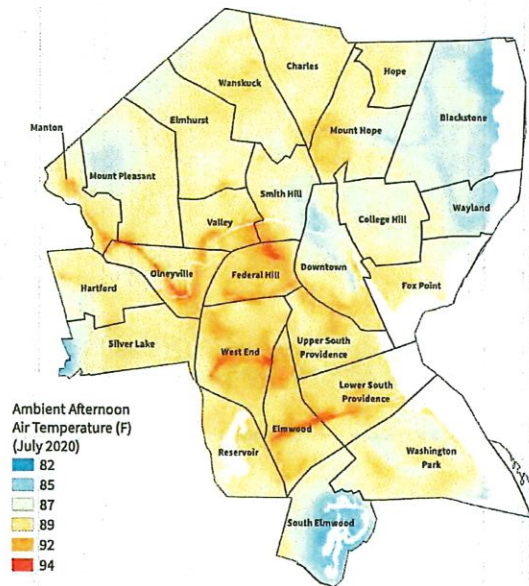 Charles
Hope
Wanskuck
Blackstone
Elmhurst
Mount Hope
Manton
Mount Pleasant
Smith Hill
College Hill
Wayland
Valley
Olneyville
Federal Hill
Downtown
Fox Point
Hartford
Silver Lake
Upper South
Providence
West End
Lower South
Providence
Elmwood
Reservoir
Washington
Park
South Elmwood
Ambient Afternoon
Air Temperature (F)
(July 2020)
82
85
87
89
92
94